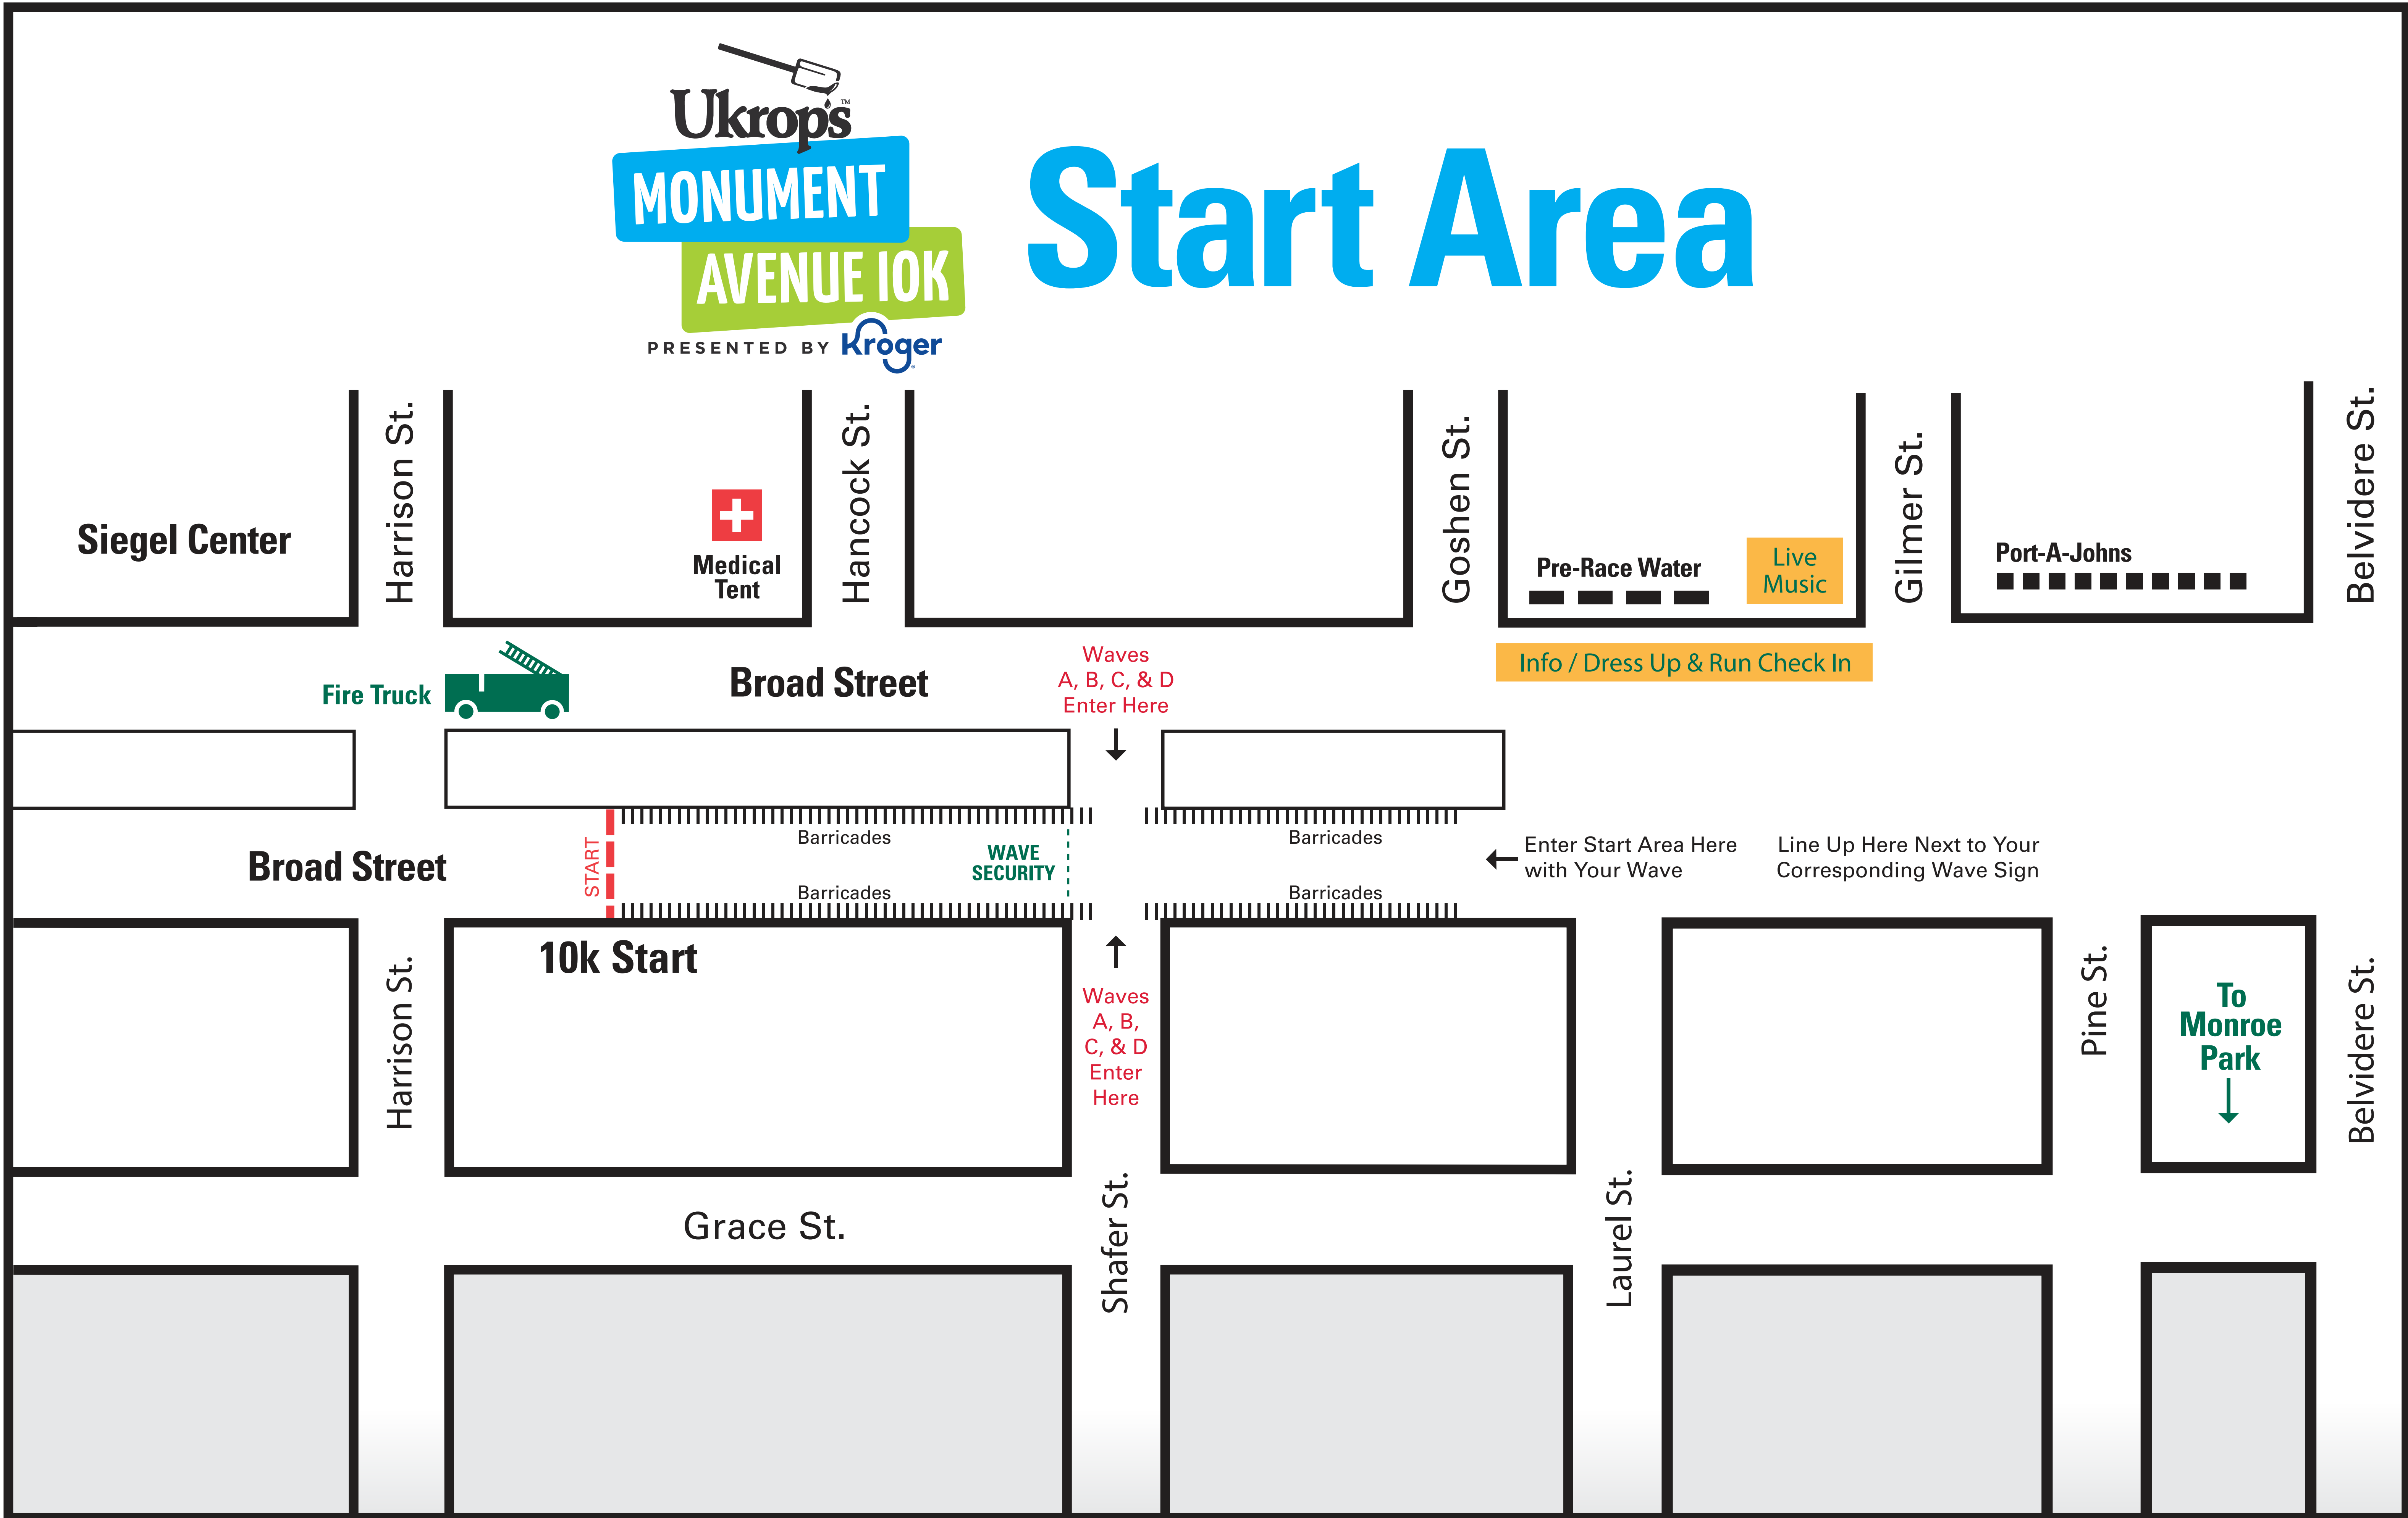 Ukrop's™
MONUMENT
AVENUE 10K
PRESENTED BY Kroger
Start Area
Harrison St.
Hancock St.
Goshen St.
Gilmer St.
Belvidere St.
Siegel Center
Medical
Tent
Pre-Race Water
Live
Music
Port-A-Johns
Info / Dress Up & Run Check In
Fire Truck
Broad Street
Waves
A, B, C, & D
Enter Here
Broad Street
START
Barricades
Barricades
WAVE
SECURITY
Barricades
Barricades
Enter Start Area Here
with Your Wave
Line Up Here Next to Your
Corresponding Wave Sign
10k Start
Harrison St.
Waves
A, B,
C, & D
Enter
Here
Pine St.
To
Monroe
Park
Belvidere St.
Grace St.
Shafer St.
Laurel St.